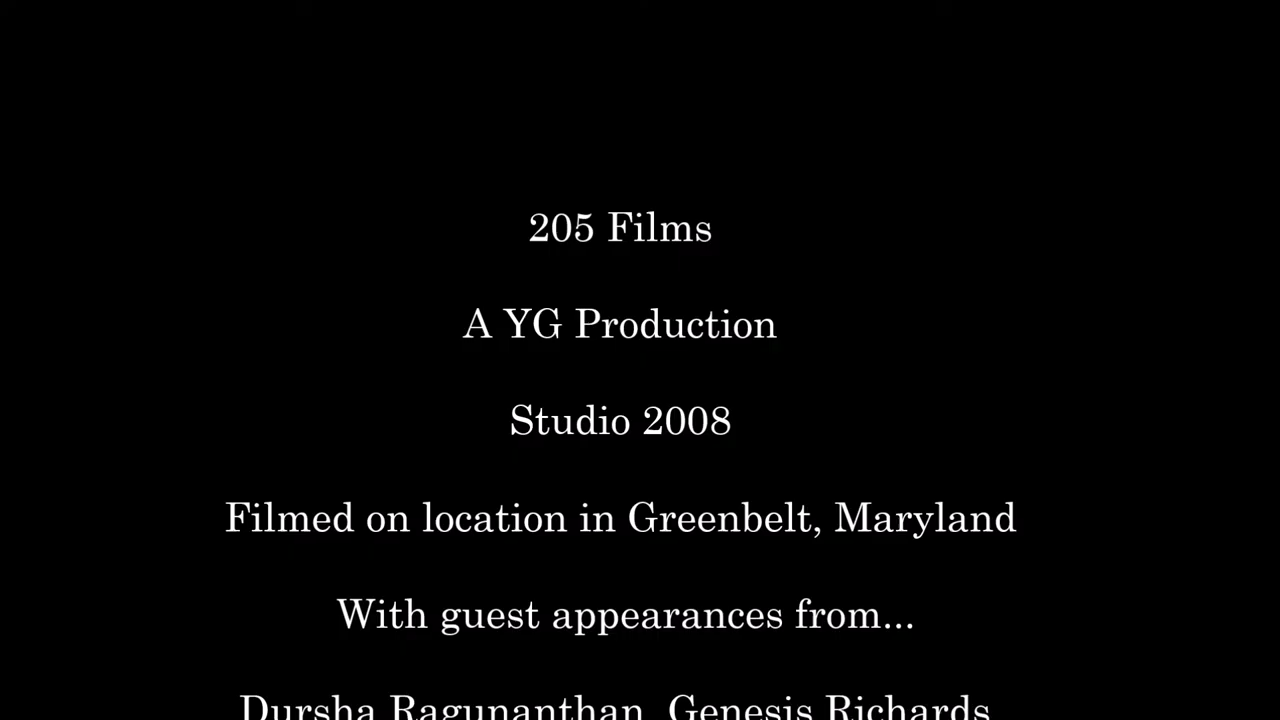 205 Films
A YG Production
Studio 2008
Filmed on location in Greenbelt, Maryland
With guest appearances from...
Dursha Ragunanthan, Genesis Richards,